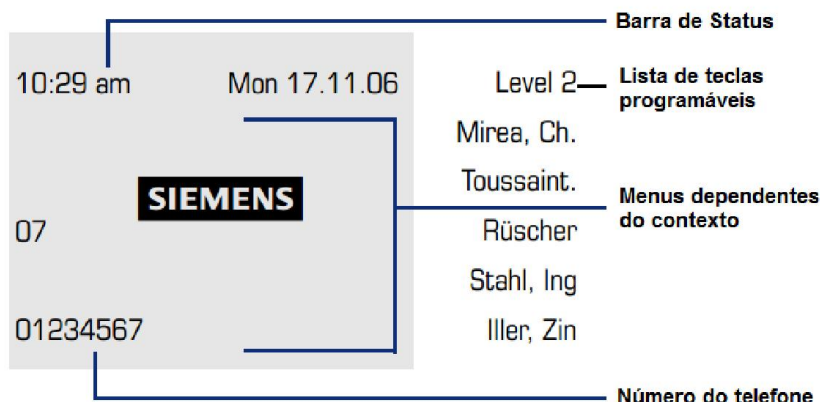 Barra de Status
10:29 am Mon 17.11.06 Level 2
Lista de teclas
programáveis
Mirea, Ch.
Toussaint.
SIEMENS
Menus dependentes
do contexto
07 Rüscher
Stahl, Ing
01234567 Iller, Zin
Número do telefone